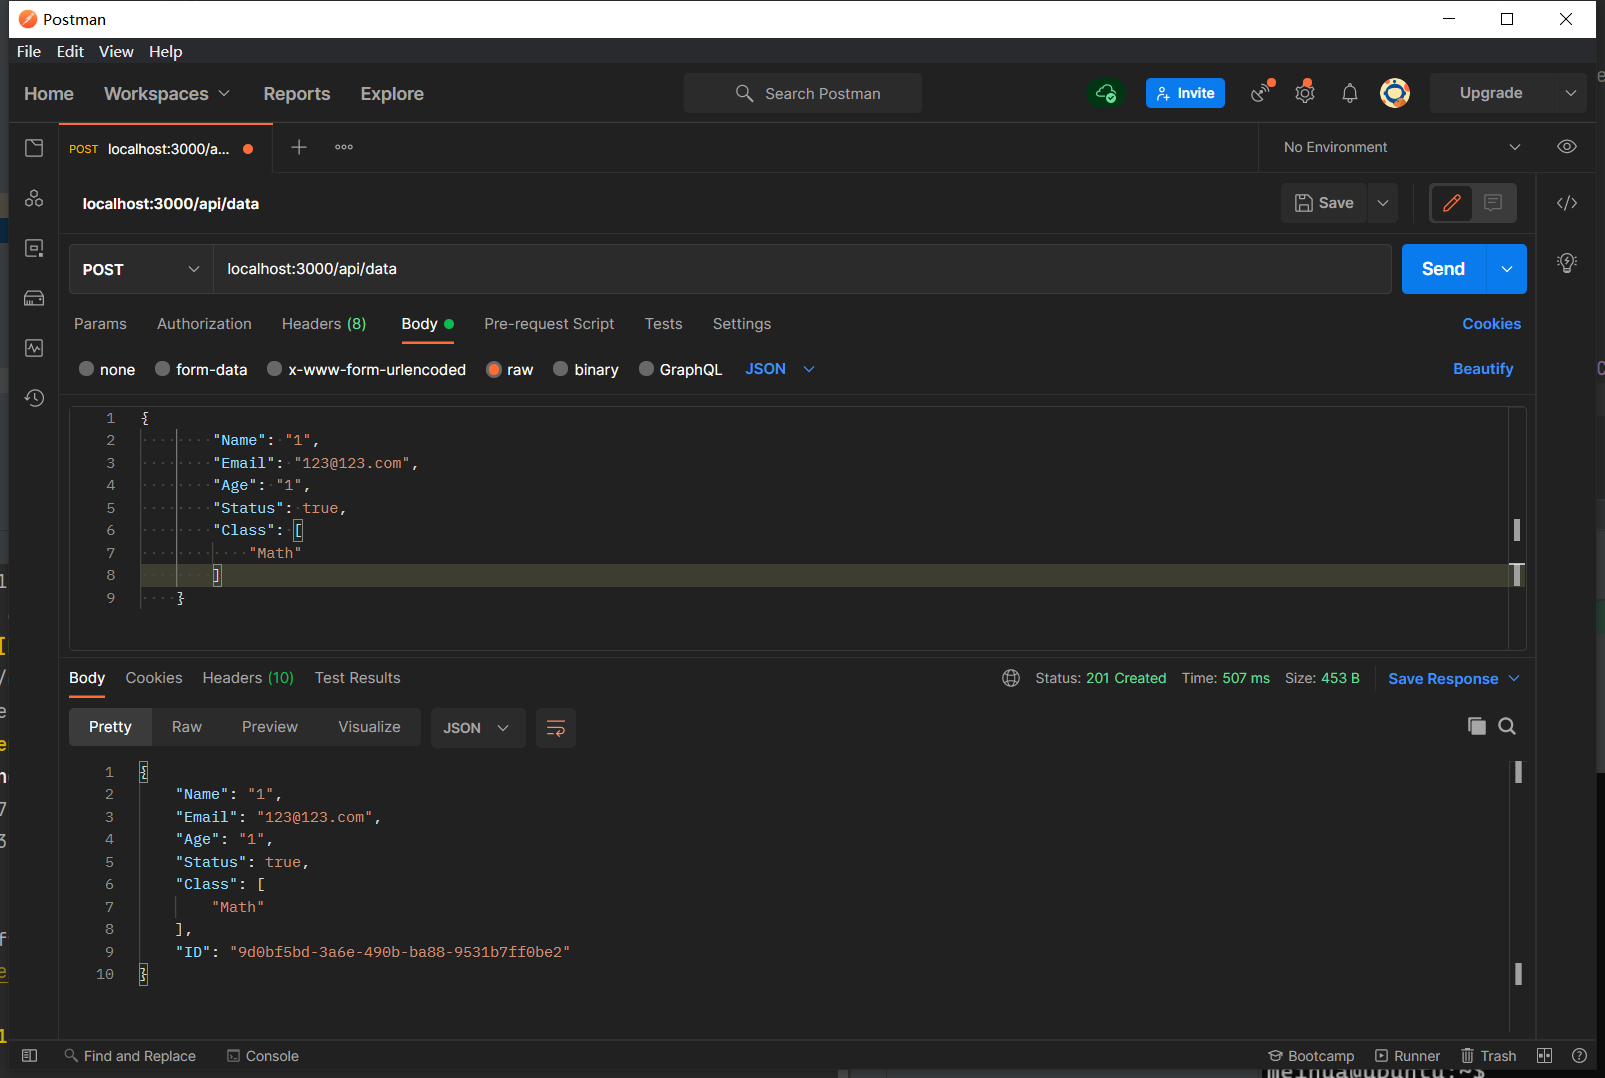 Postman
File Edit View Help
Home Workspaces Reports Explore Search Postman Invite Upgrade
POST localhost:3000/a... No Environment
localhost:3000/api/data Save
POST localhost:3000/api/data Send
Params Authorization Headers (8) Body Pre-request Script Tests Settings Cookies
none form-data x-www-form-urlencoded raw binary GraphQL JSON Beautify
1 {
2 "Name": "1",
3 "Email": "123@123.com",
4 "Age": "1",
5 "Status": true,
6 "Class": [
7 "Math"
8 ]
9 }
Body Cookies Headers (10) Test Results Status: 201 Created Time: 507 ms Size: 453 B Save Response
Pretty Raw Preview Visualize JSON
1 {
2 "Name": "1",
3 "Email": "123@123.com",
4 "Age": "1",
5 "Status": true,
6 "Class": [
7 "Math"
8 ],
9 "ID": "9d0bf5bd-3a6e-490b-ba88-9531b7ff0be2"
10 }
Find and Replace Console Bootcamp Runner Trash
meihua@ubuntu:~$